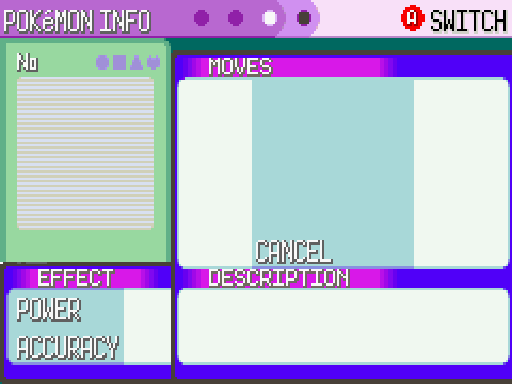 POKéMON INFO
A SWITCH
No
MOVES
CANCEL
EFFECT
DESCRIPTION
POWER
ACCURACY